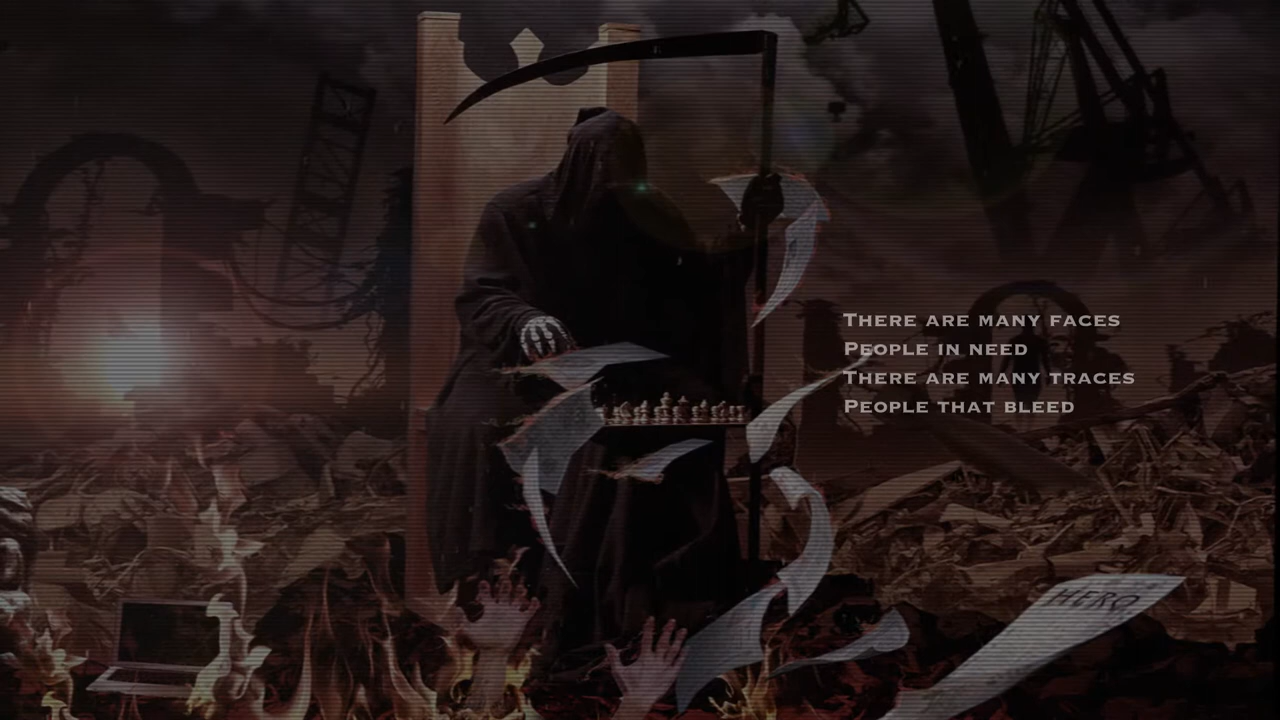 There are many faces
People in need
There are many traces
People that bleed
HERO